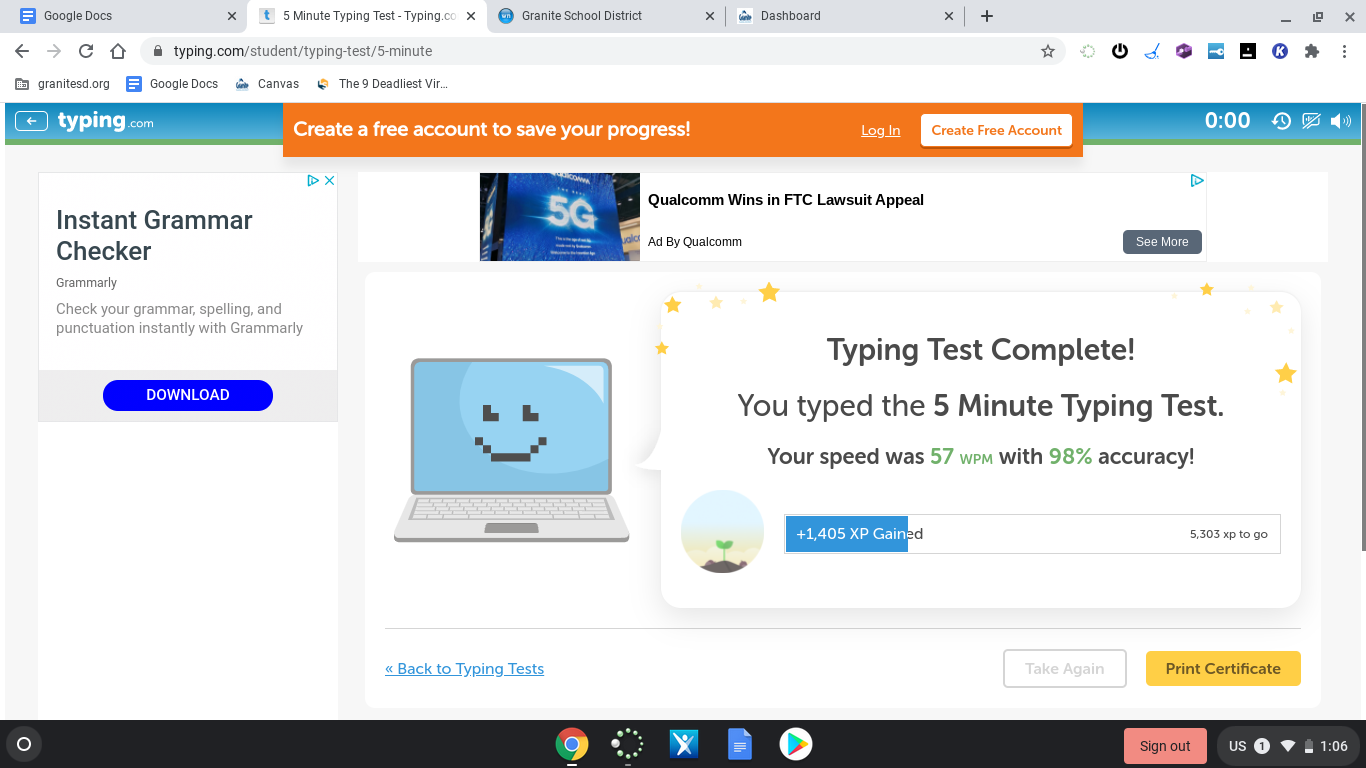 Google Docs
5 Minute Typing Test - Typing.co
Granite School District
Dashboard
typing.com/student/typing-test/5-minute
granitesd.org
Google Docs
Canvas
The 9 Deadliest Vir...
typing.com
Create a free account to save your progress!
Log In
Create Free Account
0:00
Instant Grammar
Checker
Grammarly
Check your grammar, spelling, and
punctuation instantly with Grammarly
DOWNLOAD
5G
Qualcomm Wins in FTC Lawsuit Appeal
Ad By Qualcomm
See More
Typing Test Complete!
You typed the 5 Minute Typing Test.
Your speed was 57 WPM with 98% accuracy!
+1,405 XP Gained
5,303 xp to go
« Back to Typing Tests
Take Again
Print Certificate
Sign out
US 1 1:06